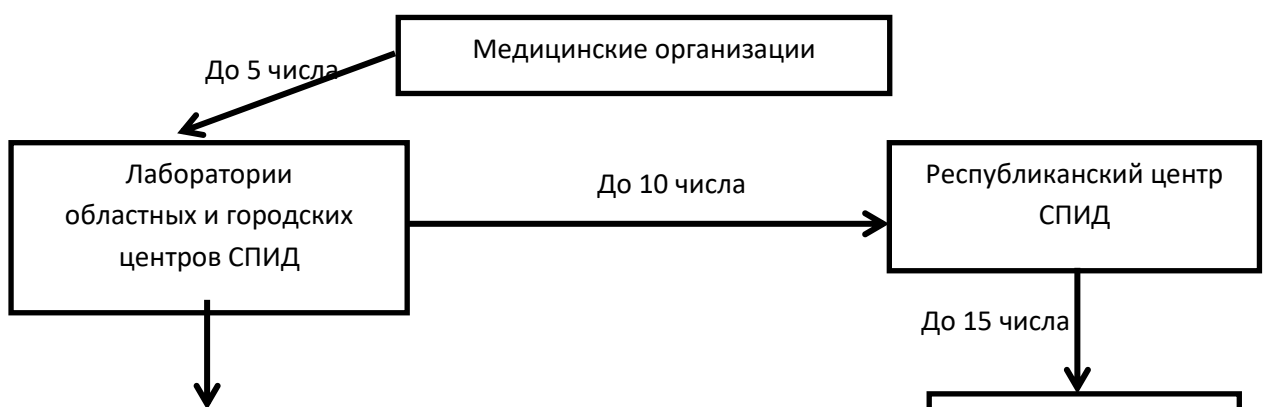 Медицинские организации
До 5 числа
Лаборатории
областных и городских
центров СПИД
До 10 числа
Республиканский центр
СПИД
До 15 числа